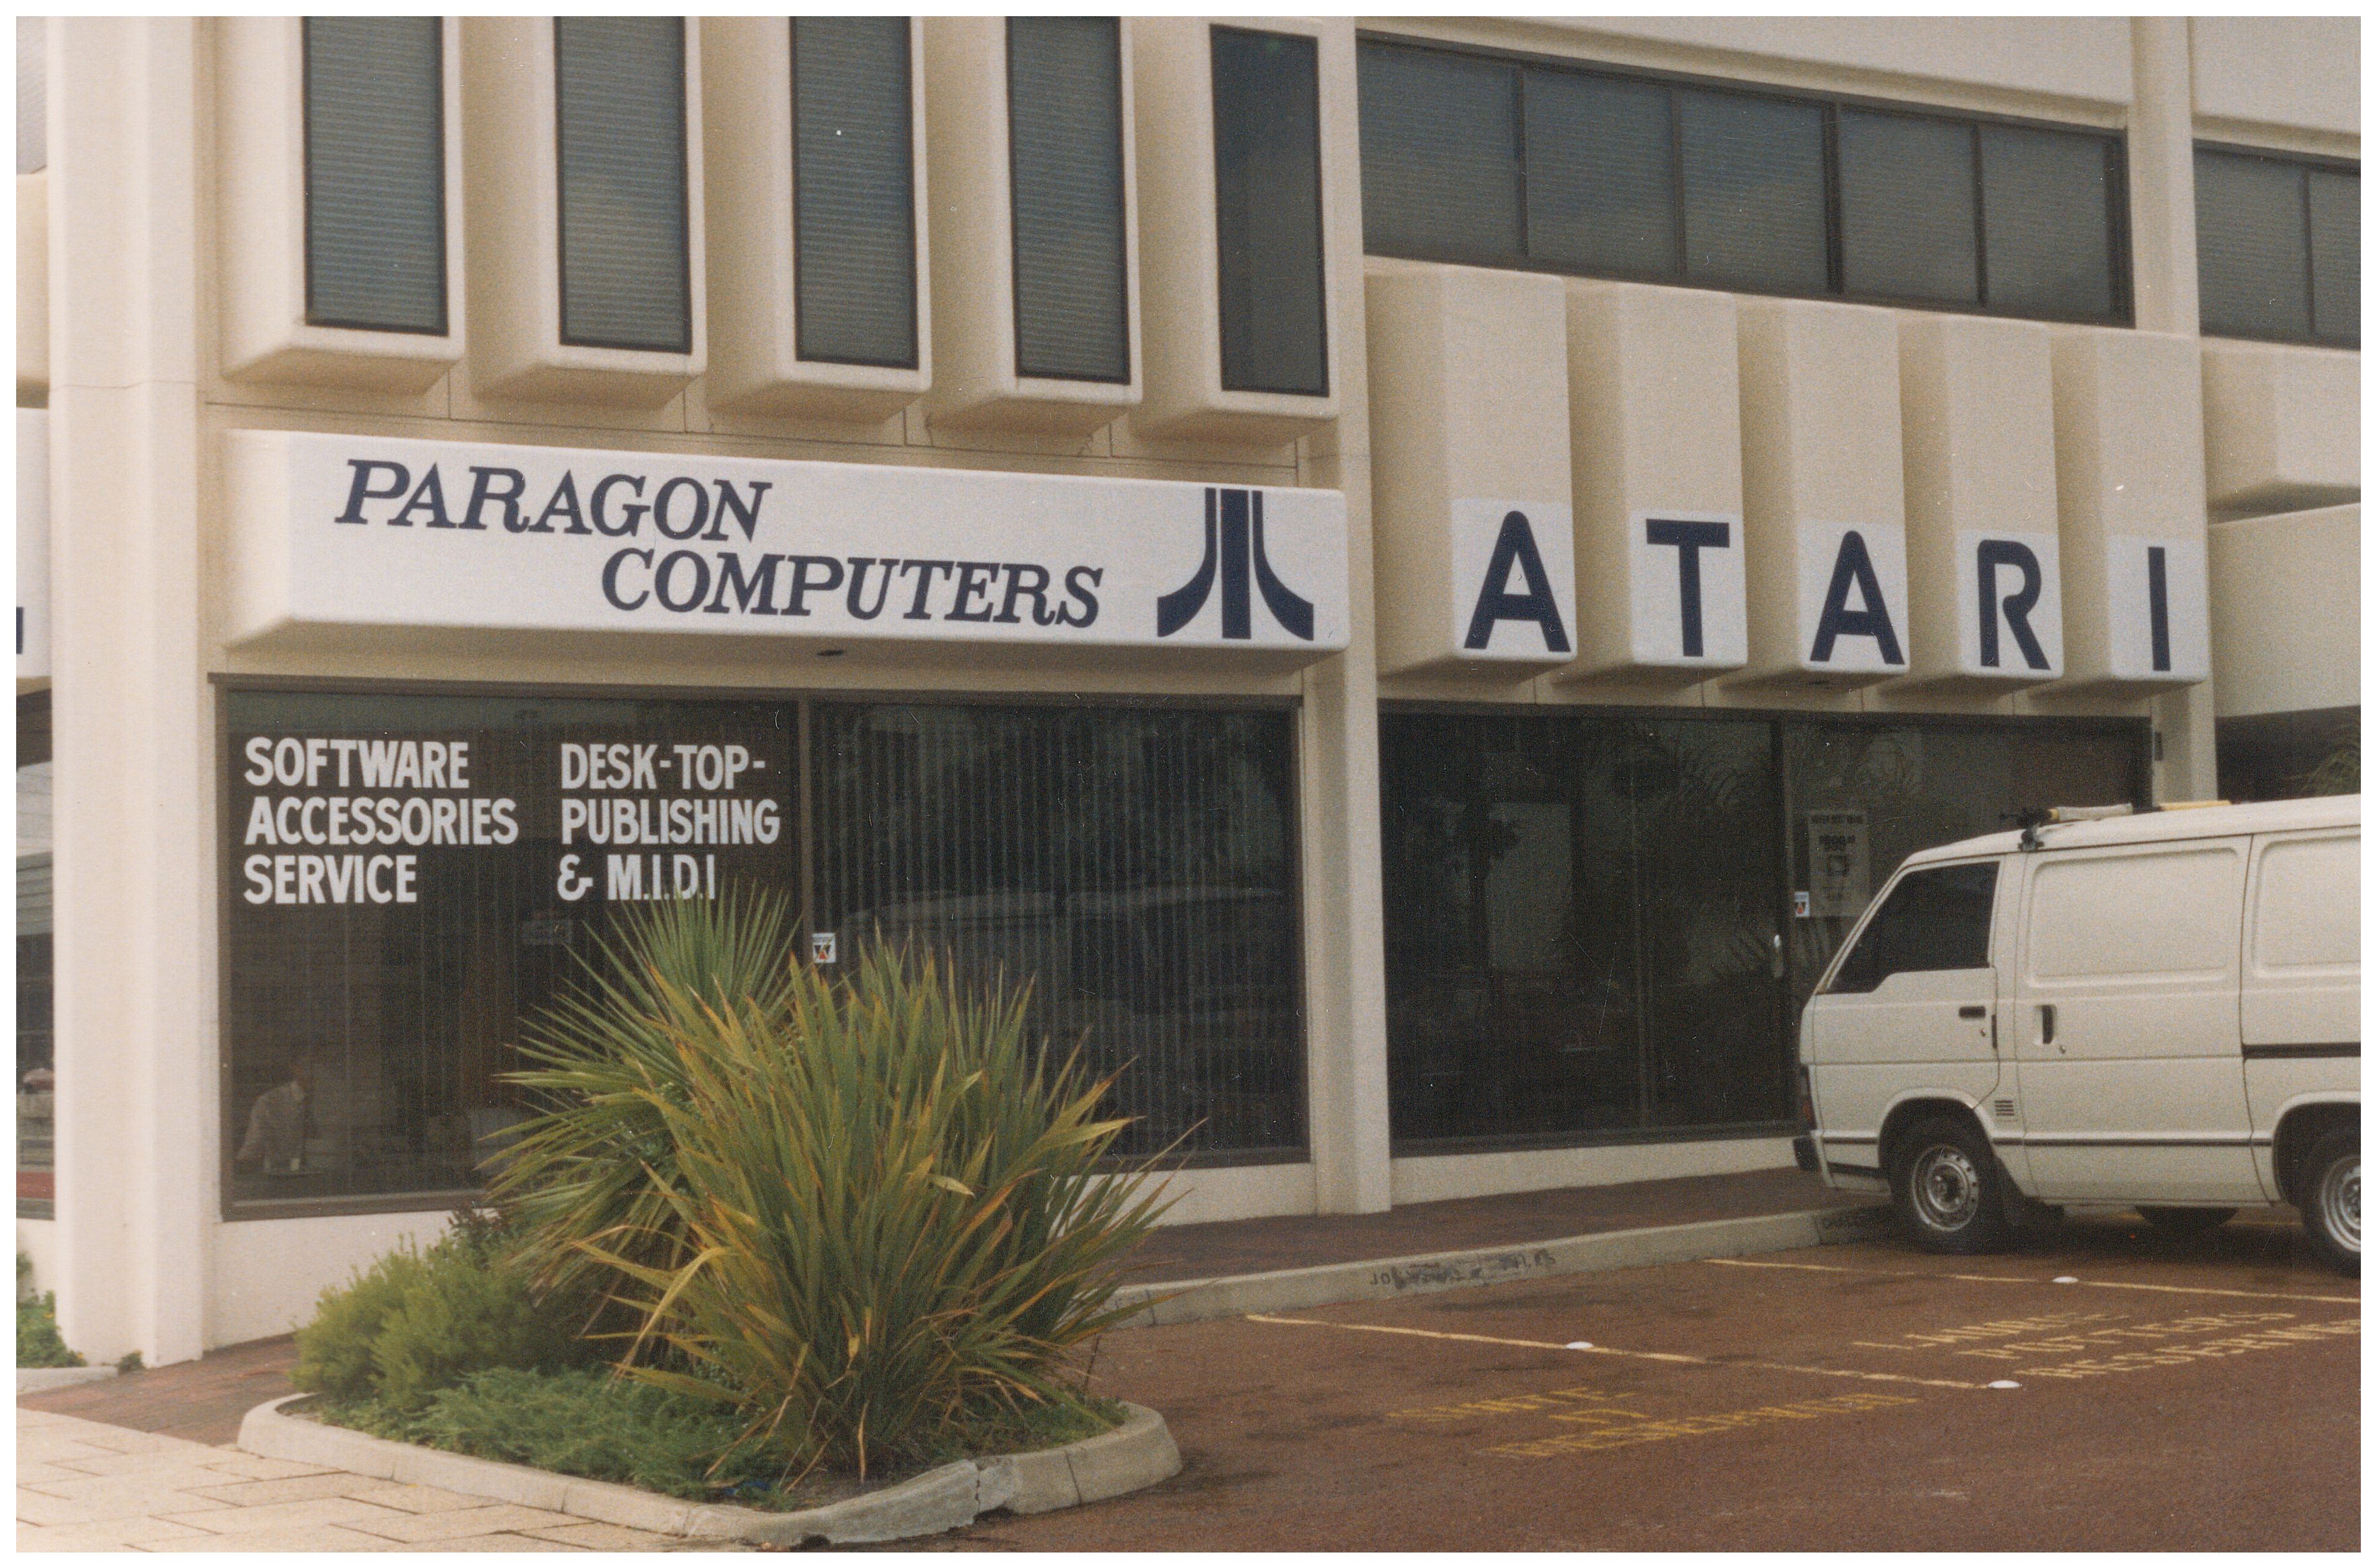 PARAGON
COMPUTERS
ATARI
SOFTWARE
ACCESSORIES
SERVICE
DESK-TOP-
PUBLISHING
& M.I.D.I